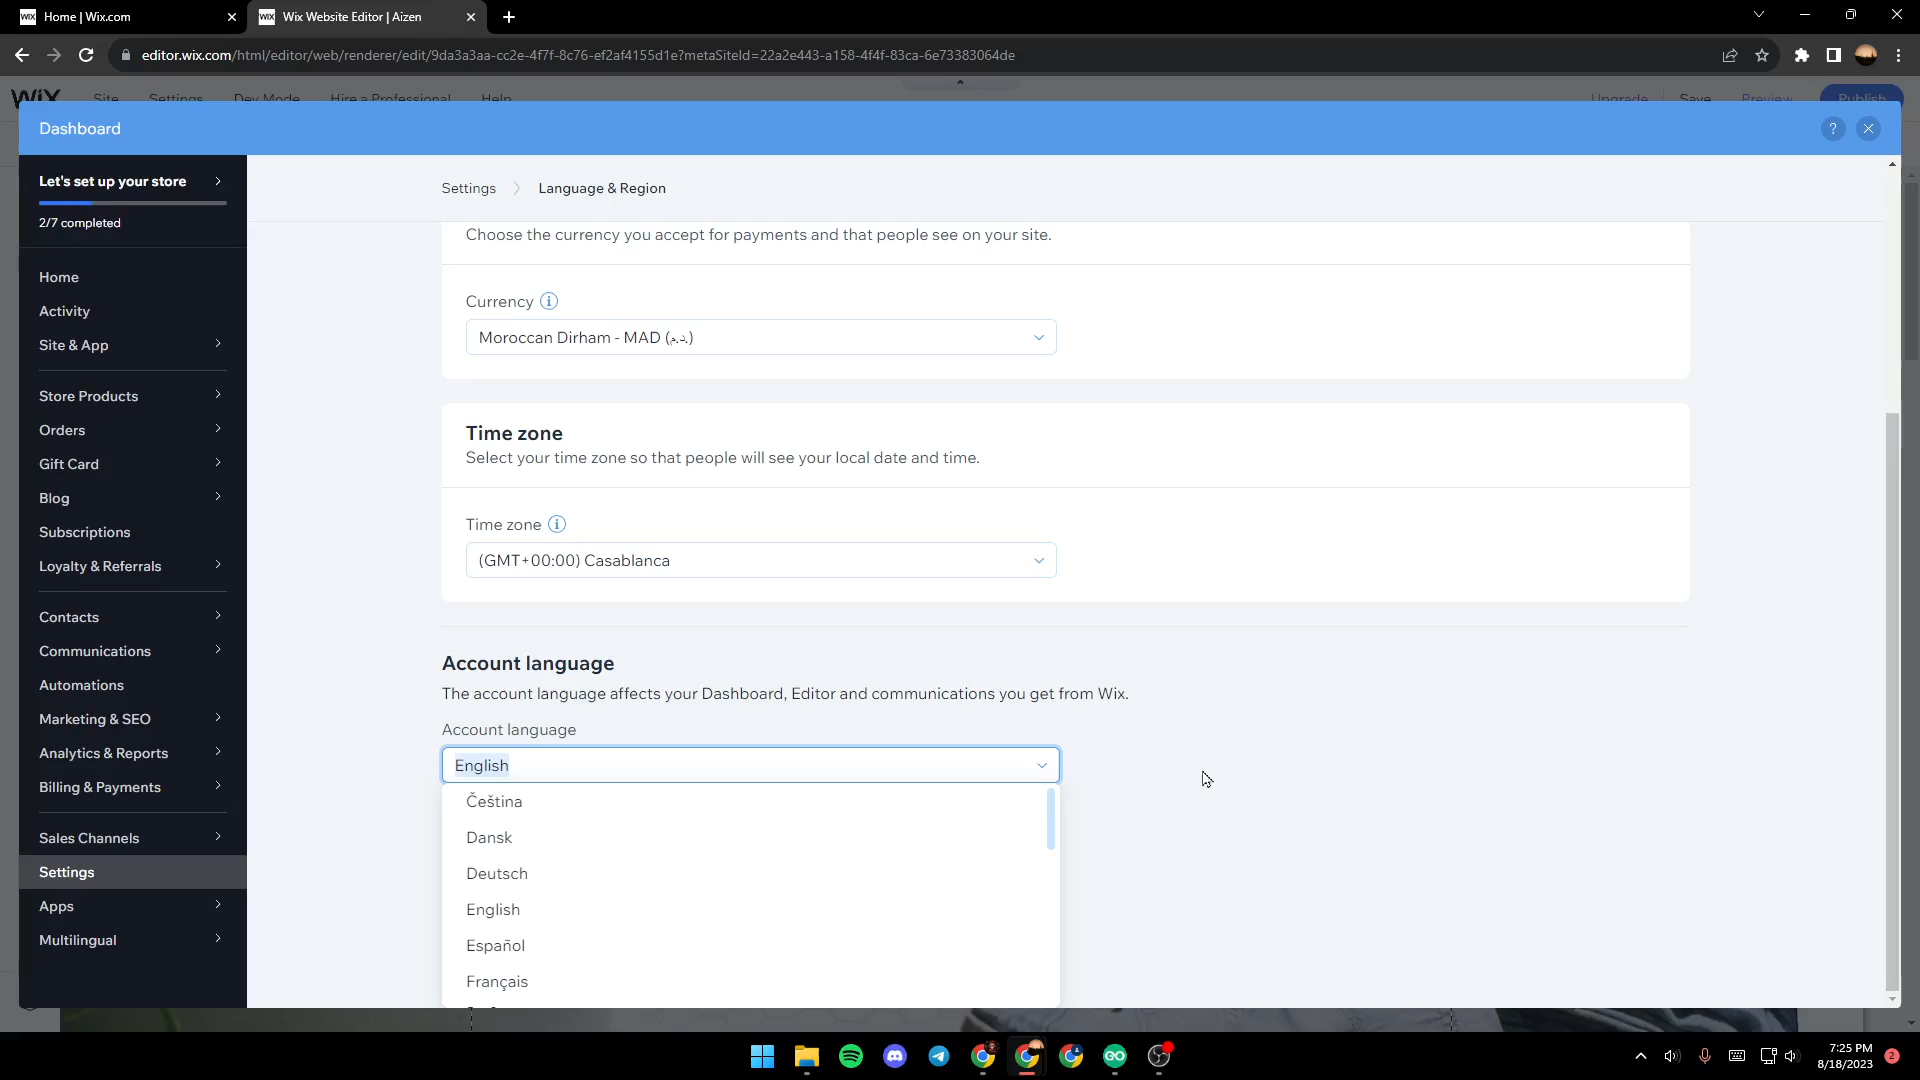 Home | Wix.com
Wix Website Editor | Aizen
editor.wix.com/html/editor/web/renderer/edit/9da3a3aa-cc2e-4f7f-8c76-ef2af4155d1e?metaSiteId=22a2e443-a158-4f4f-83ca-6e73383064de
WIX Site Settings Dev Mode Hire a Professional Help Upgrade Save Preview Publish
Dashboard
?
Let's set up your store
2/7 completed
Home
Activity
Site & App
Store Products
Orders
Gift Card
Blog
Subscriptions
Loyalty & Referrals
Contacts
Communications
Automations
Marketing & SEO
Analytics & Reports
Billing & Payments
Sales Channels
Settings
Apps
Multilingual
Settings > Language & Region
Choose the currency you accept for payments and that people see on your site.
Currency
Moroccan Dirham - MAD (د.م.)
Time zone
Select your time zone so that people will see your local date and time.
Time zone
(GMT+00:00) Casablanca
Account language
The account language affects your Dashboard, Editor and communications you get from Wix.
Account language
English
Čeština
Dansk
Deutsch
English
Español
Français
7:25 PM
8/18/2023
2